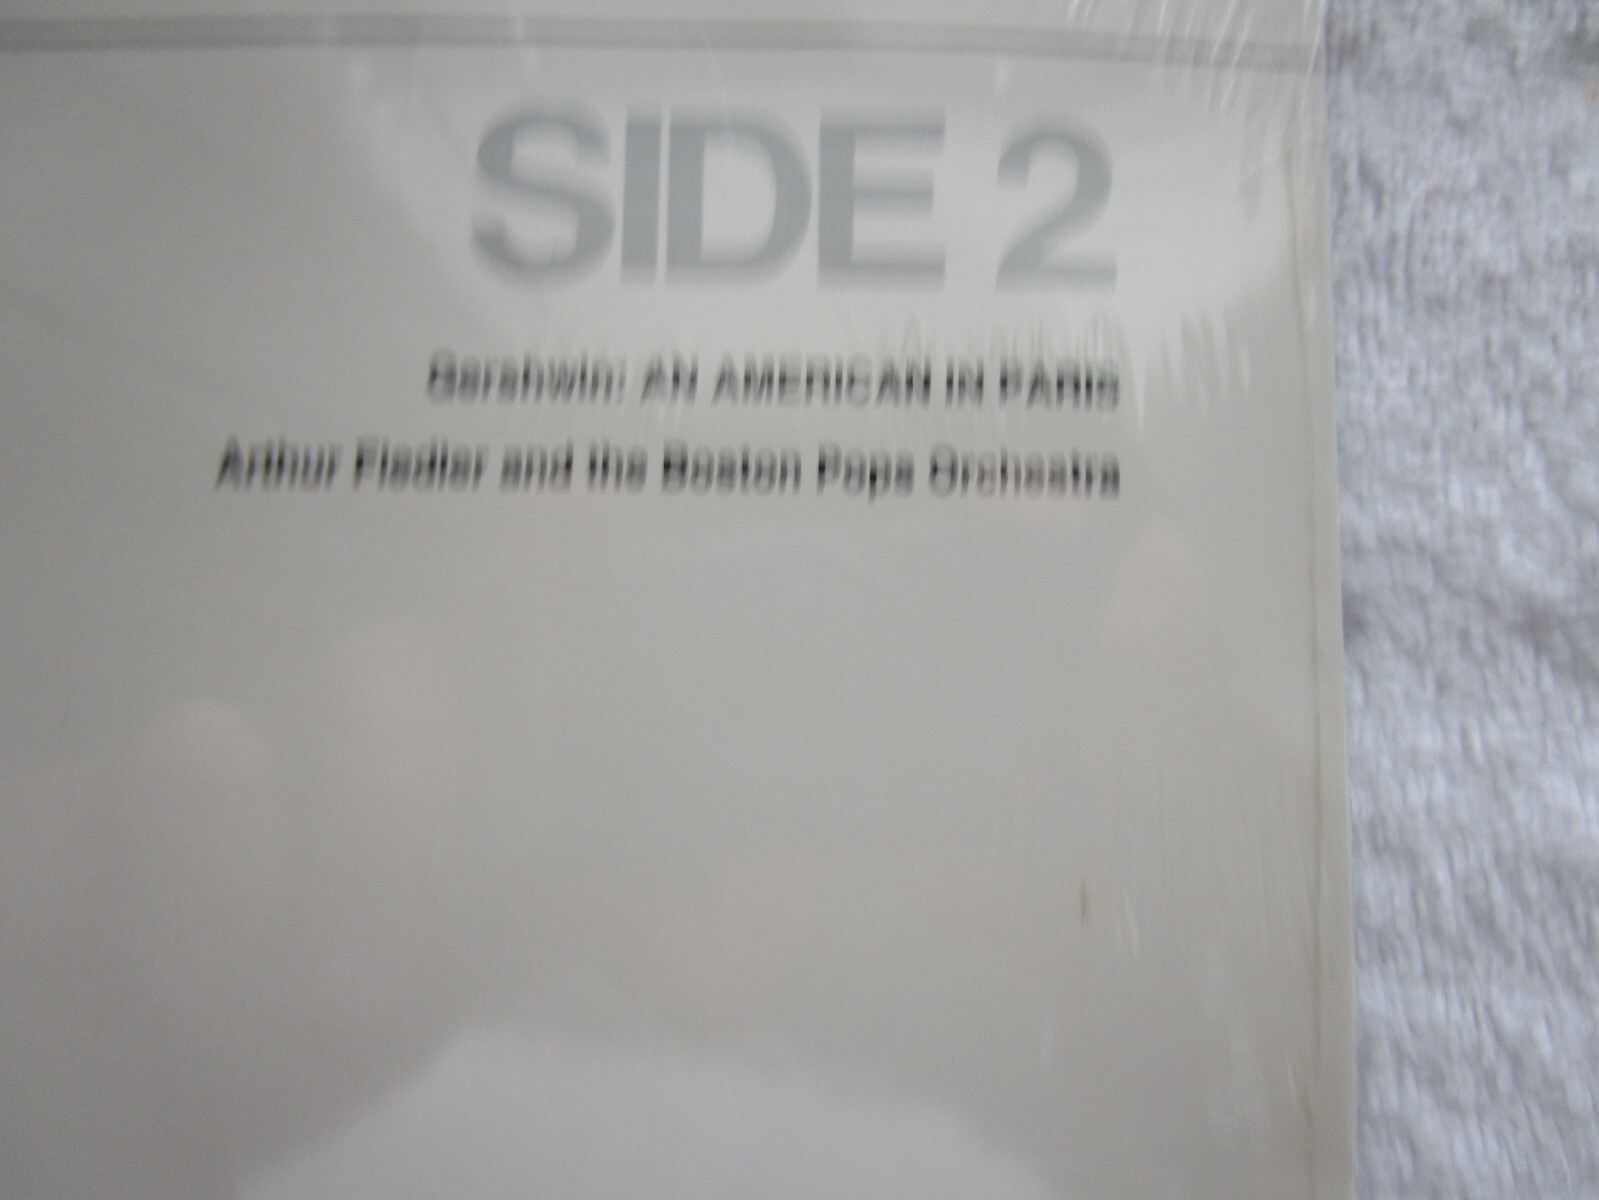 SIDE 2
Gershwin: AN AMERICAN IN PARIS
Arthur Fiedler and the Boston Pops Orchestra